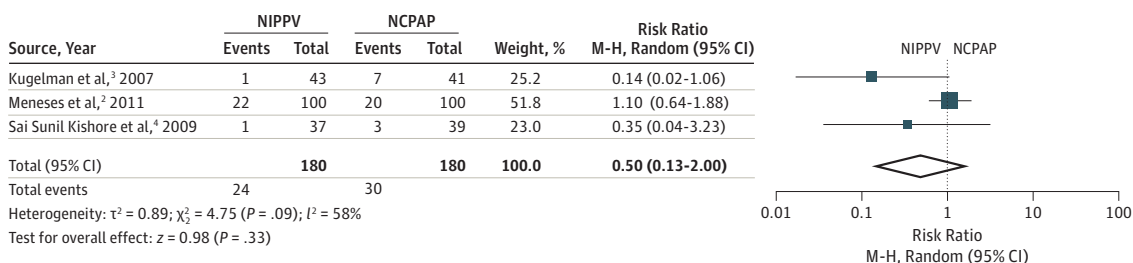 NIPPV NCPAP Risk Ratio
Source, Year Events Total Events Total Weight, % M-H, Random (95% CI)
Kugelman et al,3 2007 1 43 7 41 25.2 0.14 (0.02-1.06)
Meneses et al,2 2011 22 100 20 100 51.8 1.10 (0.64-1.88)
Sai Sunil Kishore et al,4 2009 1 37 3 39 23.0 0.35 (0.04-3.23)
Total (95% CI) 180 180 100.0 0.50 (0.13-2.00)
Total events 24 30
Heterogeneity: τ2 = 0.89; χ22 = 4.75 (P = .09); I2 = 58%
Test for overall effect: z = 0.98 (P = .33)
NIPPV NCPAP
0.01 0.1 1 10 100
Risk Ratio
M-H, Random (95% CI)